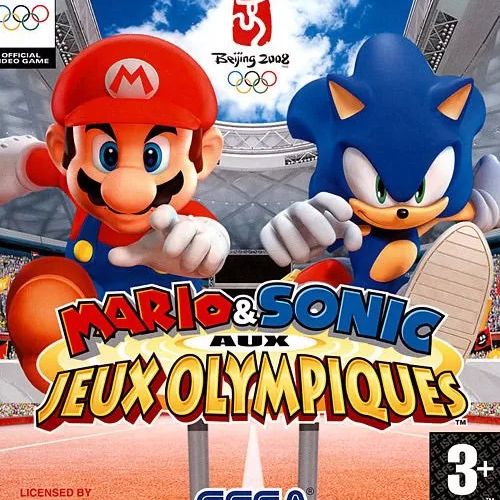 OFFICIAL
VIDEO GAME
Beijing 2008
M
MARIO & SONIC
AUX
JEUX OLYMPIQUES
TM
3+
LICENSED BY
SEGA